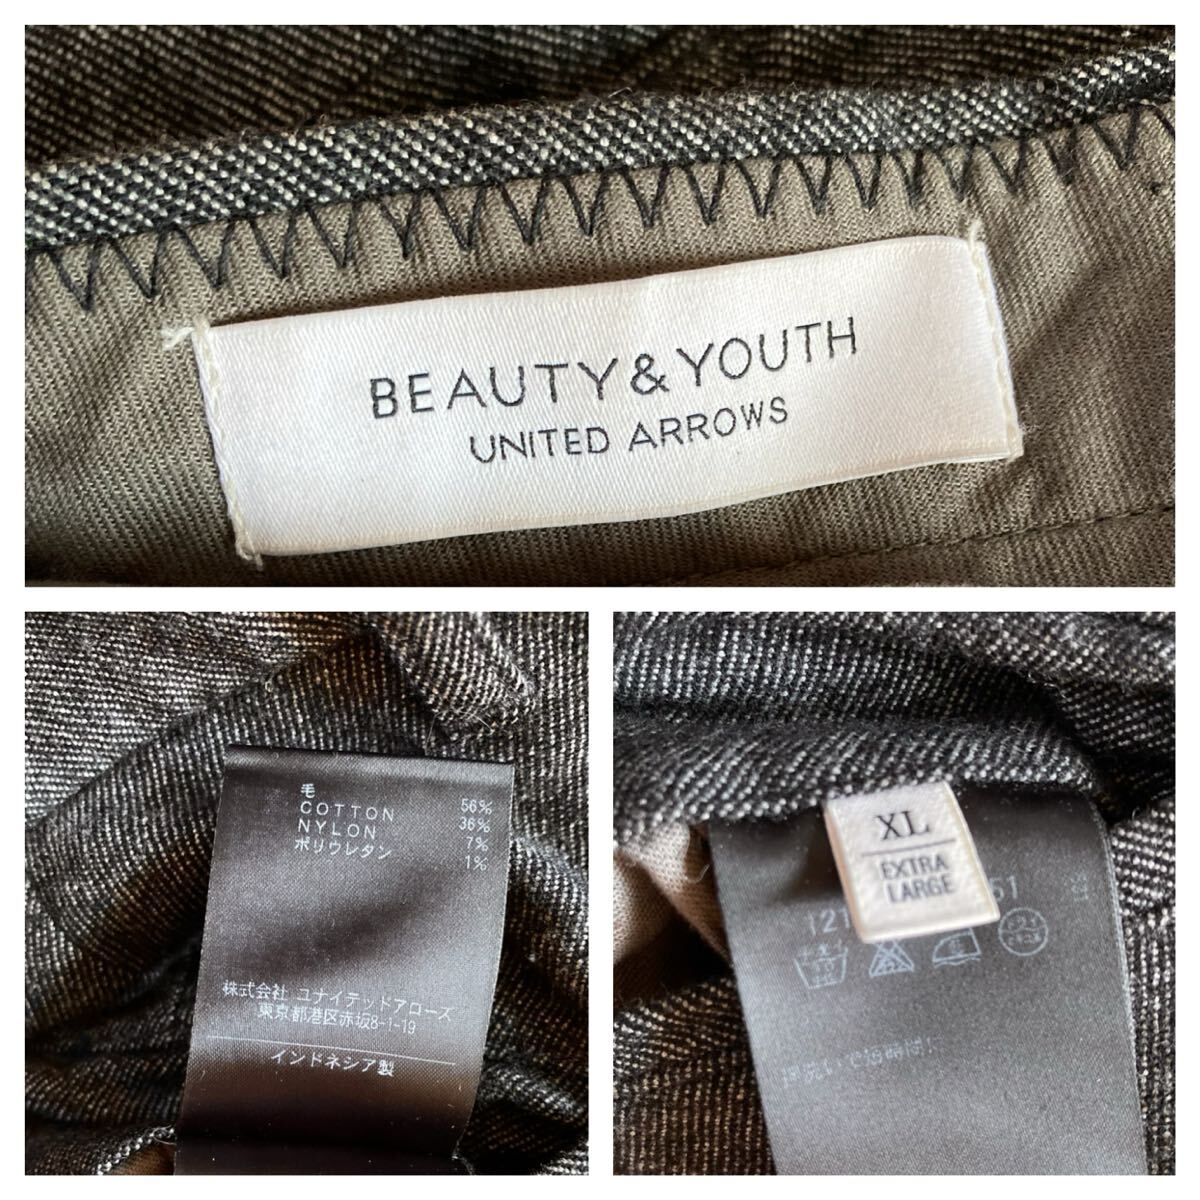 BEAUTY & YOUTH
UNITED ARROWS
毛 56%
COTTON 36%
NYLON 7%
ポリウレタン 1%
株式会社 ユナイテッドアローズ
東京都港区赤坂8-1-19
インドネシア製
XL
EXTRA
LARGE
121
51